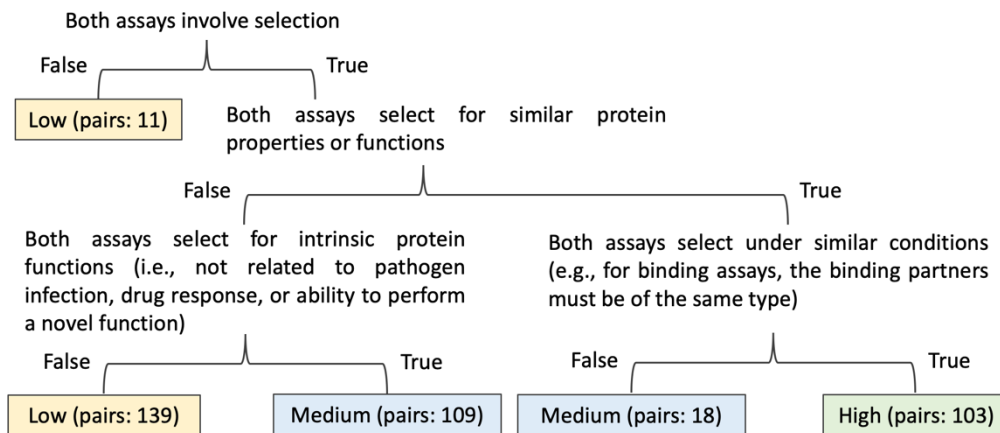 Both assays involve selection
False
True
Low (pairs: 11)
Both assays select for similar protein
properties or functions
False
True
Both assays select for intrinsic protein
functions (i.e., not related to pathogen
infection, drug response, or ability to perform
a novel function)
Both assays select under similar conditions
(e.g., for binding assays, the binding partners
must be of the same type)
False
True
False
True
Low (pairs: 139)
Medium (pairs: 109)
Medium (pairs: 18)
High (pairs: 103)